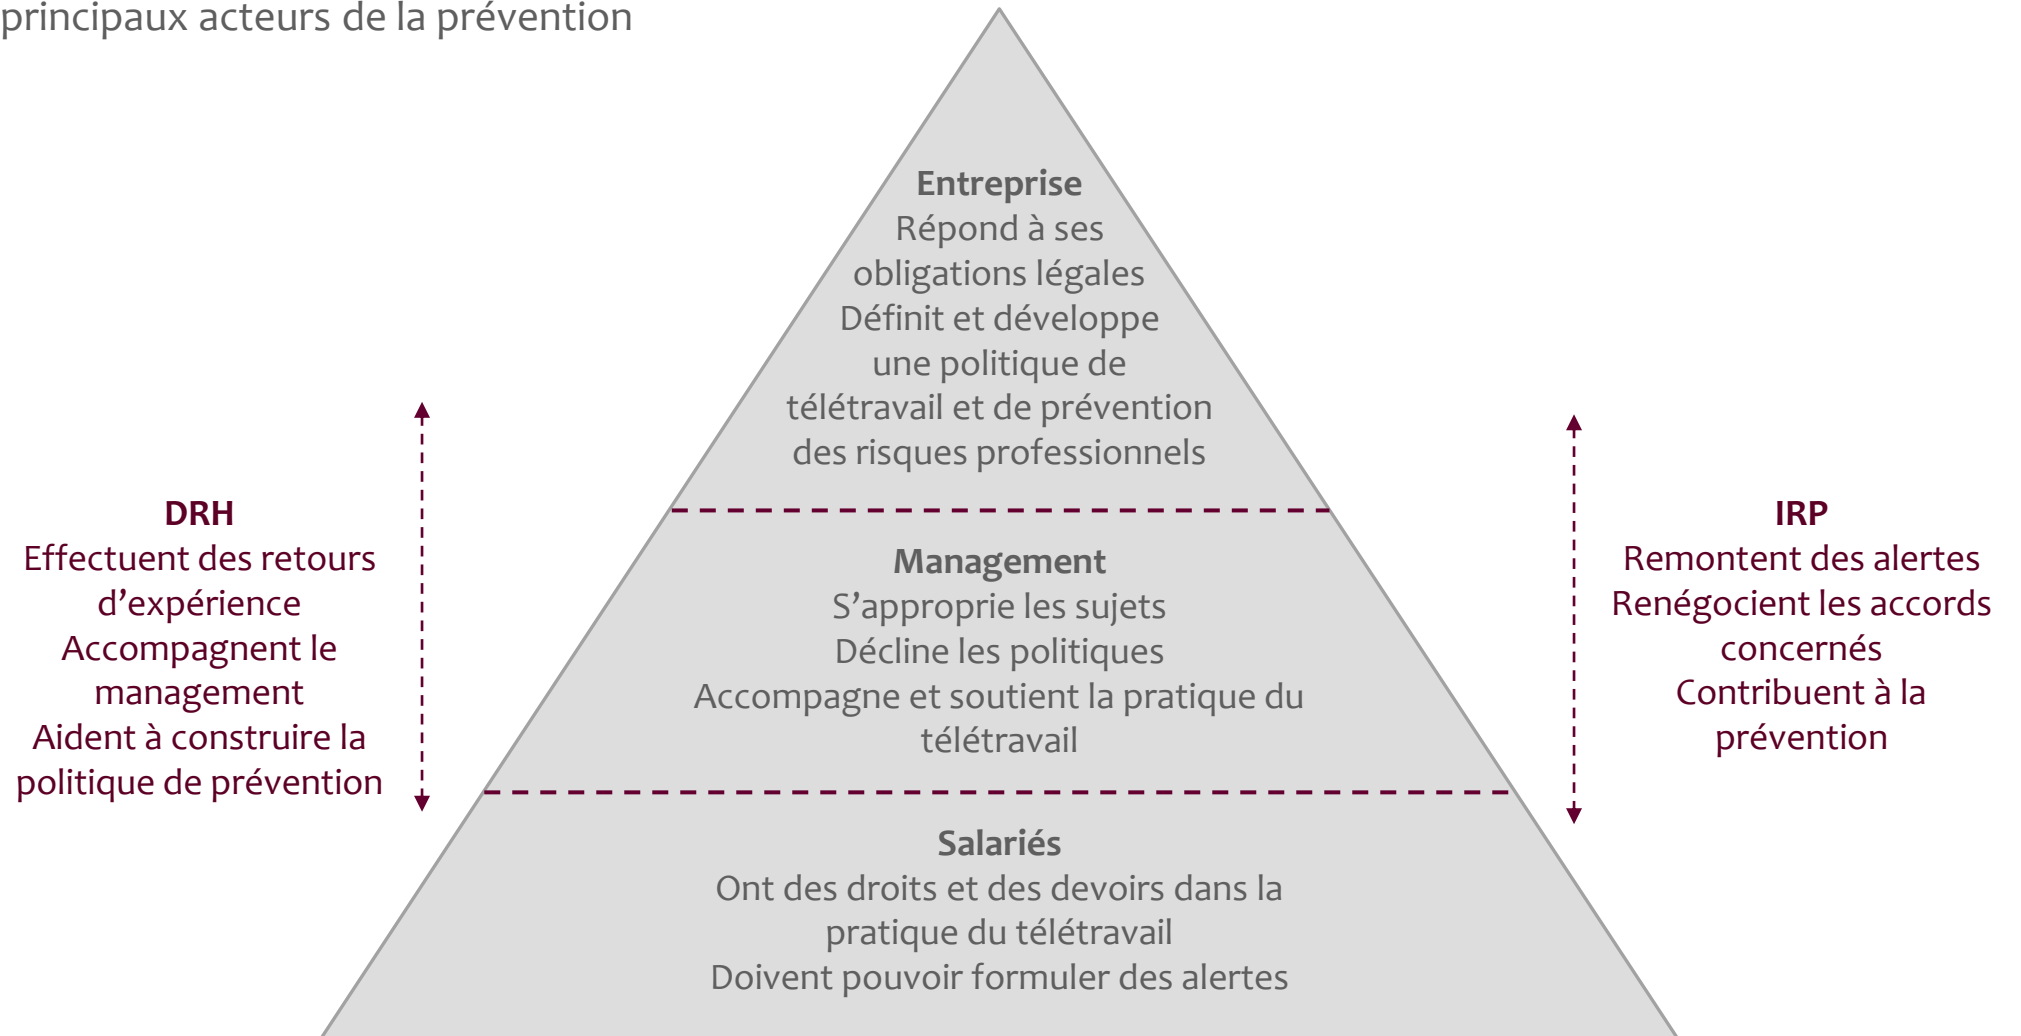 principaux acteurs de la prévention
Entreprise
Répond à ses
obligations légales
Définit et développe
une politique de
télétravail et de prévention
des risques professionnels
DRH
Effectuent des retours
d’expérience
Accompagnent le
management
Aident à construire la
politique de prévention
Management
S’approprie les sujets
Décline les politiques
Accompagne et soutient la pratique du
télétravail
IRP
Remontent des alertes
Renégocient les accords
concernés
Contribuent à la
prévention
Salariés
Ont des droits et des devoirs dans la
pratique du télétravail
Doivent pouvoir formuler des alertes